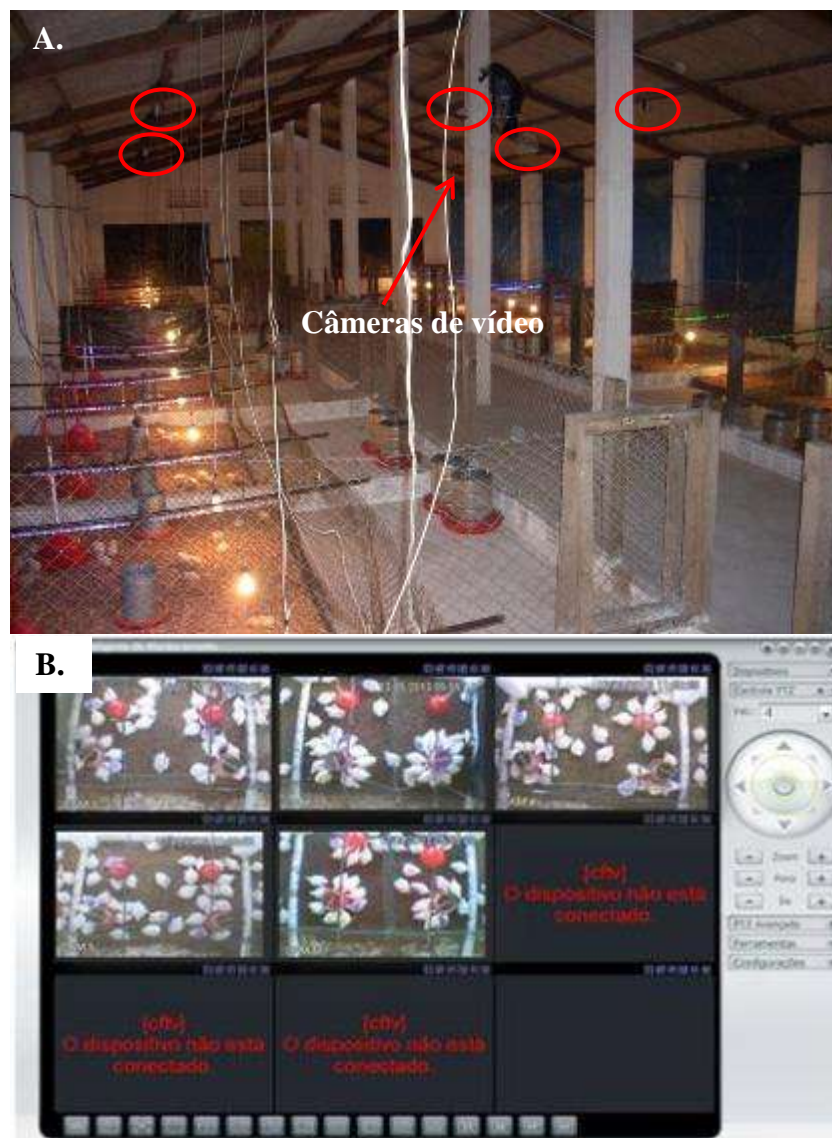 A.
Câmeras de vídeo
B.
Dispositivos
Controle PTZ
4
[cftv]
O dispositivo não está
conectado.
Zoom
Foco
Íris
PTZ Avançado
Ferramentas
Configurações
[cftv]
O dispositivo não está
conectado.
[cftv]
O dispositivo não está
conectado.